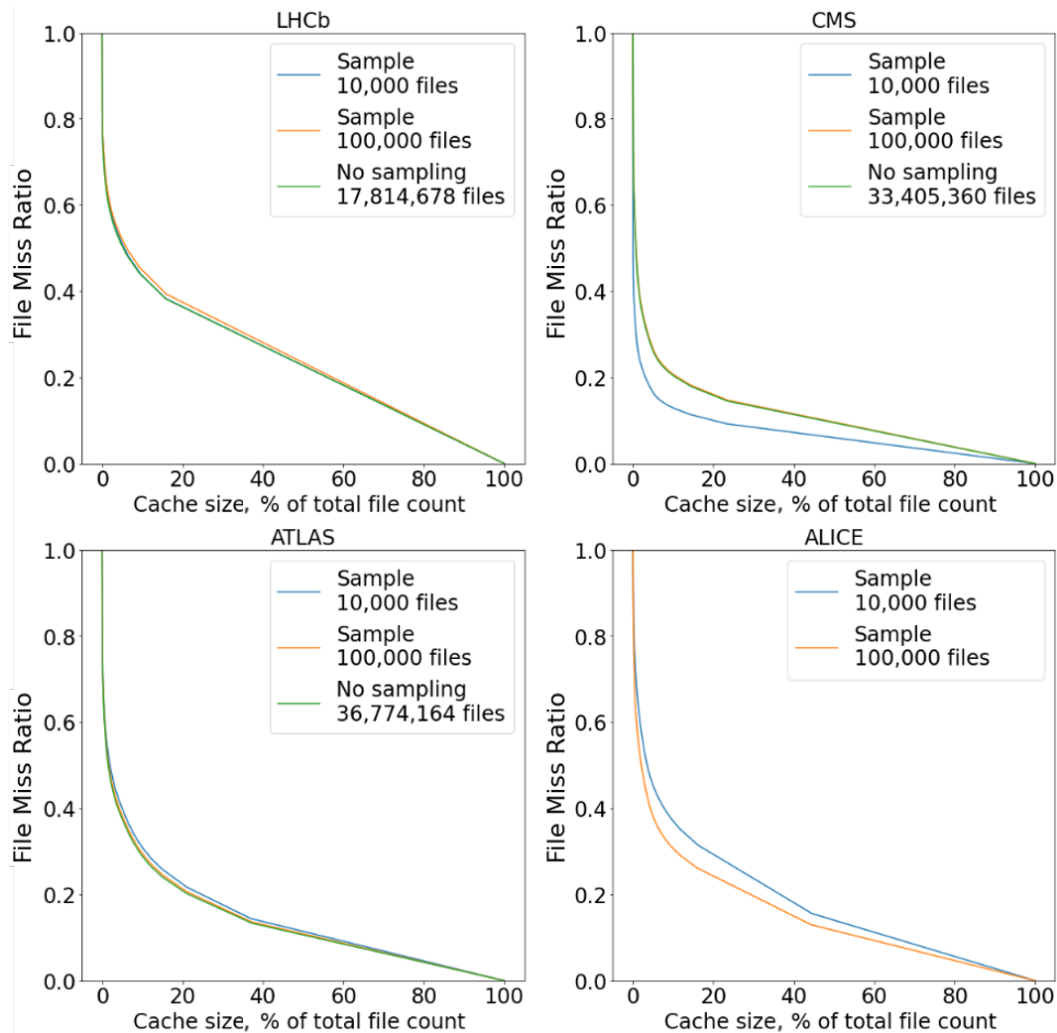 LHCb
1.0
0.8
0.6
0.4
0.2
0.0
File Miss Ratio
Sample
10,000 files
Sample
100,000 files
No sampling
17,814,678 files
0 20 40 60 80 100
Cache size, % of total file count
CMS
1.0
0.8
0.6
0.4
0.2
0.0
File Miss Ratio
Sample
10,000 files
Sample
100,000 files
No sampling
33,405,360 files
0 20 40 60 80 100
Cache size, % of total file count
ATLAS
1.0
0.8
0.6
0.4
0.2
0.0
File Miss Ratio
Sample
10,000 files
Sample
100,000 files
No sampling
36,774,164 files
0 20 40 60 80 100
Cache size, % of total file count
ALICE
1.0
0.8
0.6
0.4
0.2
0.0
File Miss Ratio
Sample
10,000 files
Sample
100,000 files
0 20 40 60 80 100
Cache size, % of total file count